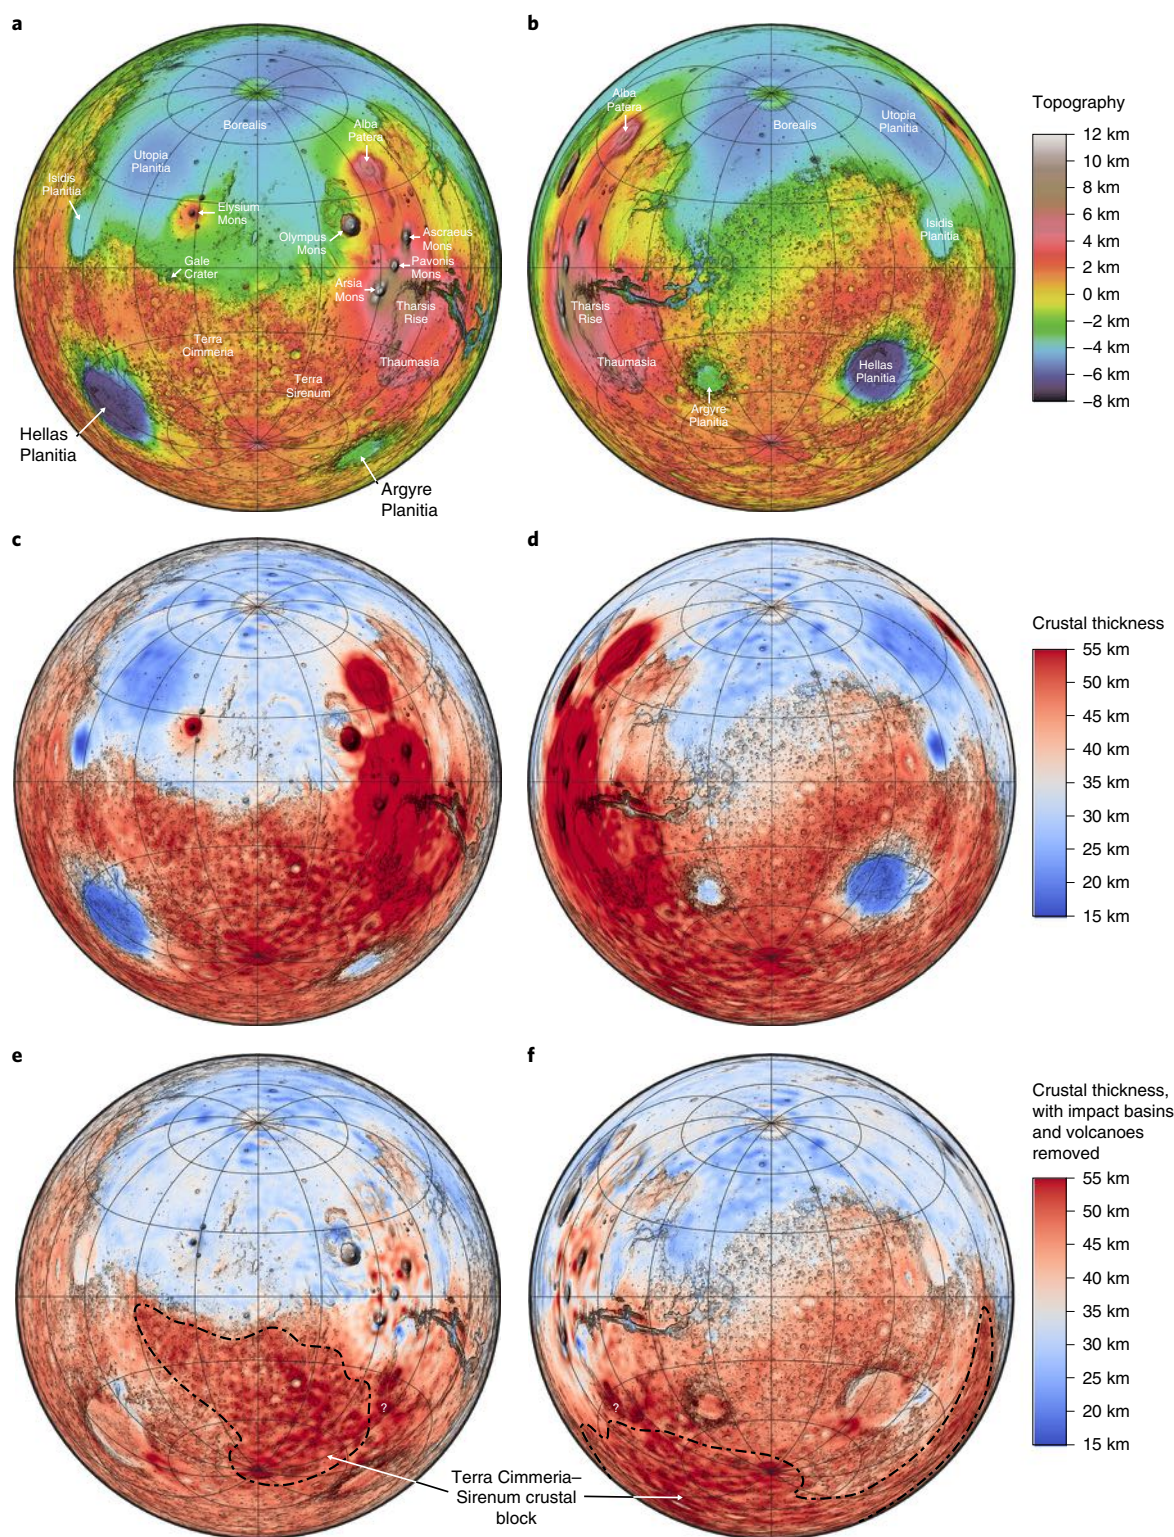 a
b
Alba
Patera
Borealis
Utopia
Planitia
Isidis
Planitia
Elysium
Mons
Olympus
Mons
Ascraeus
Mons
Gale
Crater
Pavonis
Mons
Arsia
Mons
Tharsis
Rise
Terra
Cimmeria
Thaumasia
Terra
Sirenum
Hellas
Planitia
Argyre
Planitia
Alba
Patera
Borealis
Utopia
Planitia
Isidis
Planitia
Tharsis
Rise
Thaumasia
Hellas
Planitia
Argyre
Planitia
Topography
12 km
10 km
8 km
6 km
4 km
2 km
0 km
–2 km
–4 km
–6 km
–8 km
c
d
Crustal thickness
55 km
50 km
45 km
40 km
35 km
30 km
25 km
20 km
15 km
e
f
?
?
Terra Cimmeria–
Sirenum crustal
block
Crustal thickness,
with impact basins
and volcanoes
removed
55 km
50 km
45 km
40 km
35 km
30 km
25 km
20 km
15 km